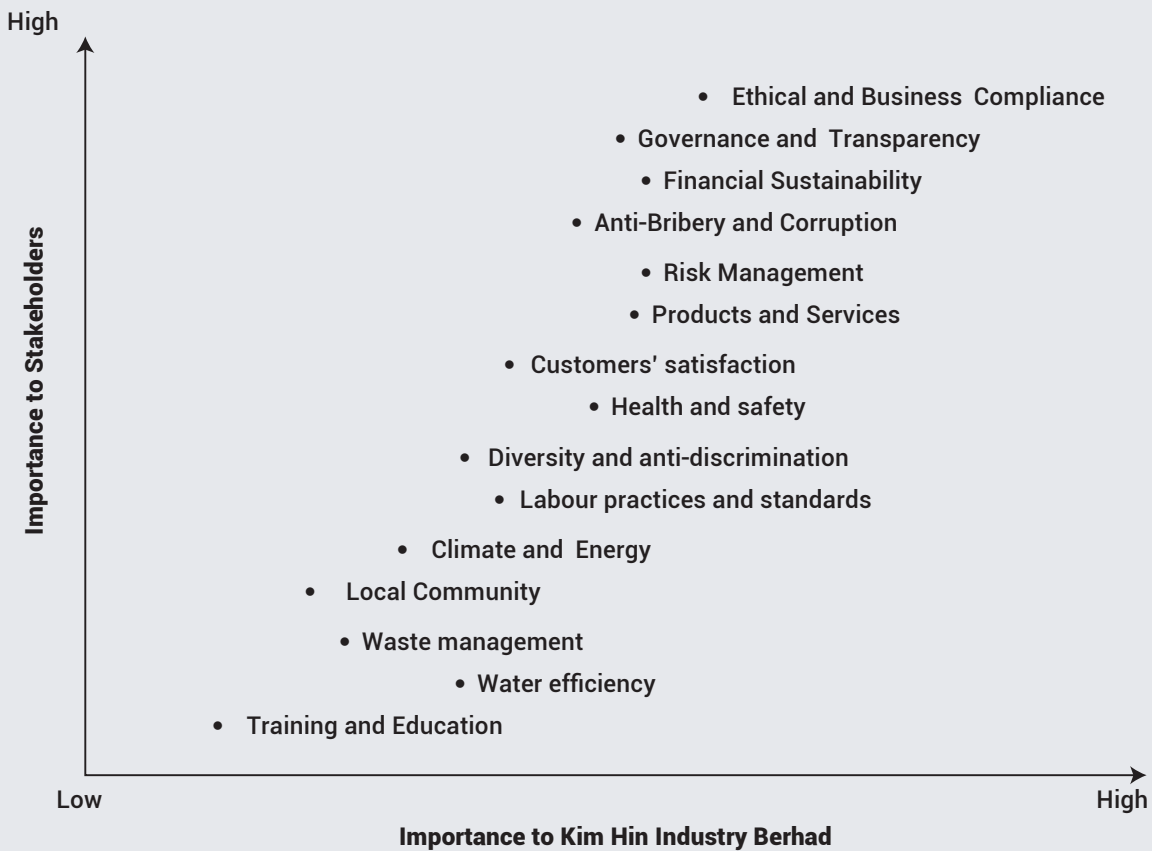 High
Ethical and Business Compliance
Governance and Transparency
Financial Sustainability
Anti-Bribery and Corruption
Risk Management
Products and Services
Customers' satisfaction
Health and safety
Diversity and anti-discrimination
Labour practices and standards
Climate and Energy
Local Community
Waste management
Water efficiency
Training and Education
Importance to Stakeholders
Low
High
Importance to Kim Hin Industry Berhad